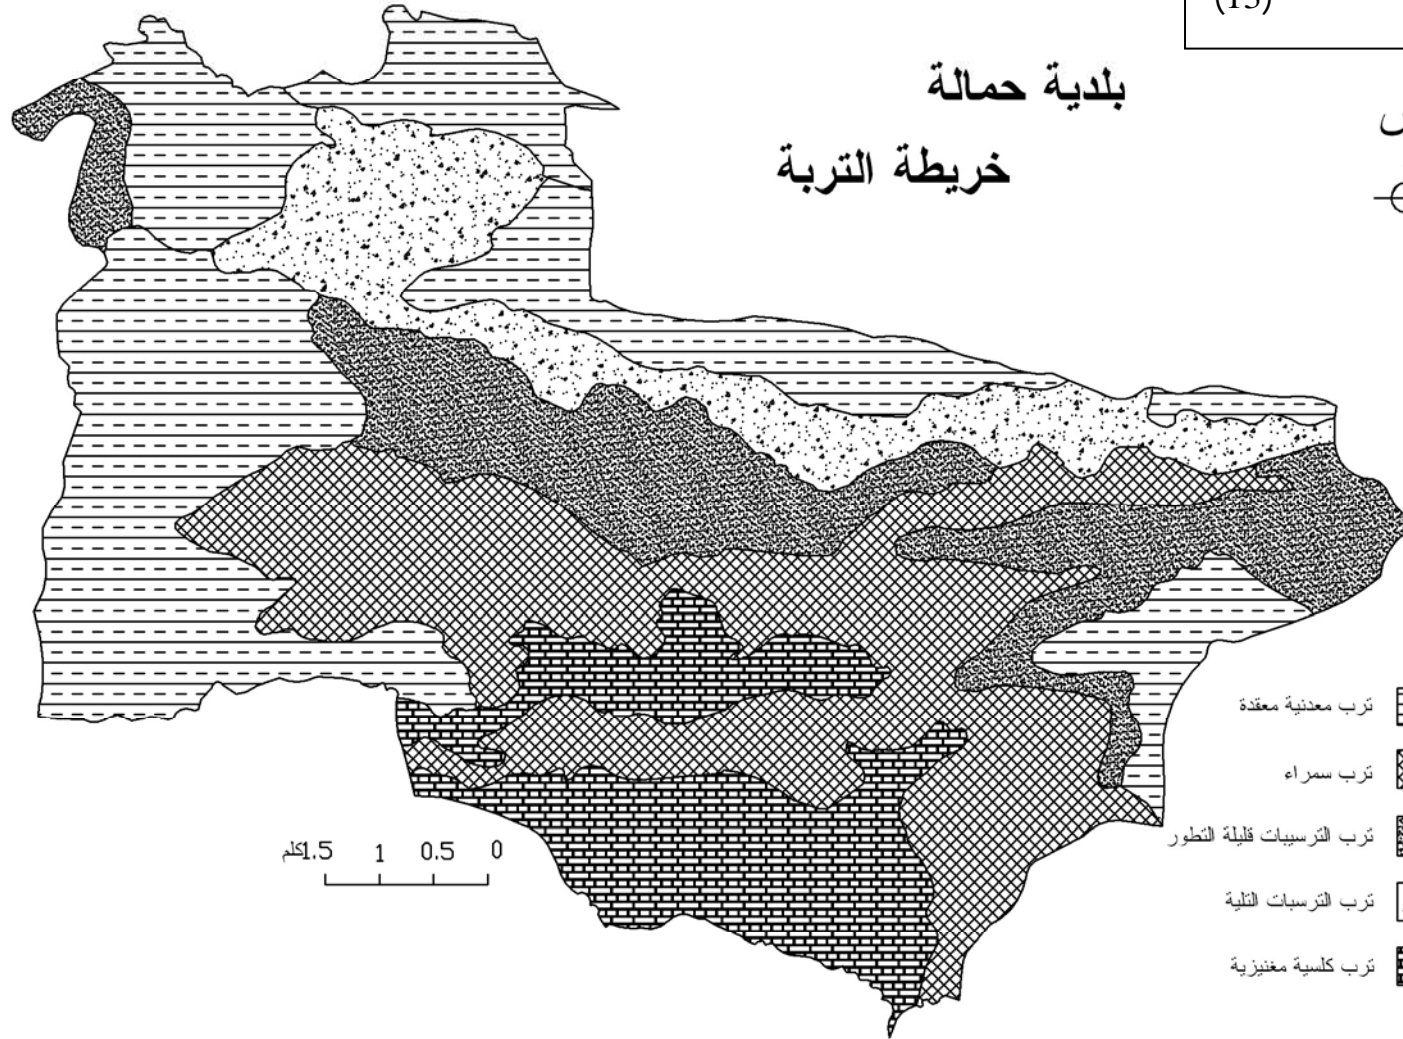 (15)
بلدية حمالة
خريطة التربة
ترب معدنية معقدة
ترب سمراء
ترب الترسيبات قليلة التطور
ترب الترسبات التلية
ترب كلسية مغنيزية
0 0.5 1 1.5كلم